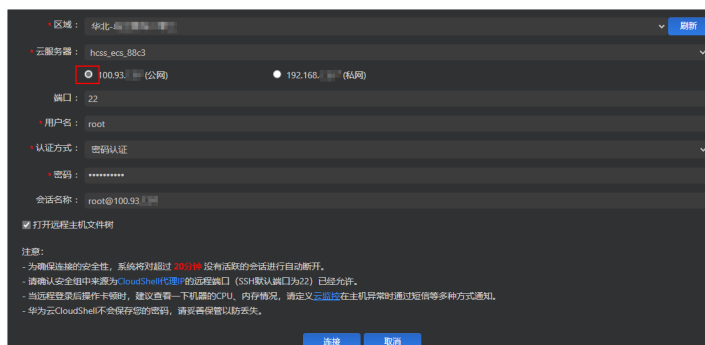 * 区域： 华北- 刷新
* 云服务器： hcss_ecs_88c3
100.93. (公网) 192.168. (私网)
端口： 22
* 用户名： root
* 认证方式： 密码认证
* 密码： ••••••••••
会话名称： root@100.93.
打开远程主机文件树
注意：
- 为确保连接的安全性，系统将对超过 20分钟 没有活跃的会话进行自动断开。
- 请确认安全组中来源为CloudShell代理IP的远程端口（SSH默认端口为22）已经允许。
- 当远程登录后操作卡顿时，建议查看一下机器的CPU、内存情况，请定义云监控在主机异常时通过短信等多种方式通知。
- 华为云CloudShell不会保存您的密码，请妥善保管以防丢失。
连接 取消